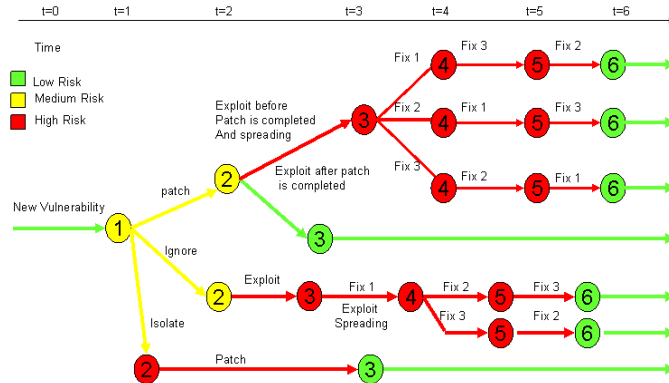 t=0 t=1 t=2 t=3 t=4 t=5 t=6
Time
Low Risk
Medium Risk
High Risk
Fix 1 Fix 3 Fix 2
4 5 6
Exploit before
Patch is completed
And spreading
3 Fix 2 4 Fix 1 5 Fix 3 6
Fix 3 Fix 2 Fix 1
4 5 6
Exploit after patch
is completed
patch
2
New Vulnerability
1
3
Ignore
Exploit Fix 1 Fix 2 Fix 3
2 3 4 5 6
Exploit
Spreading
Fix 3 Fix 2
5 6
Isolate
Patch
2 3